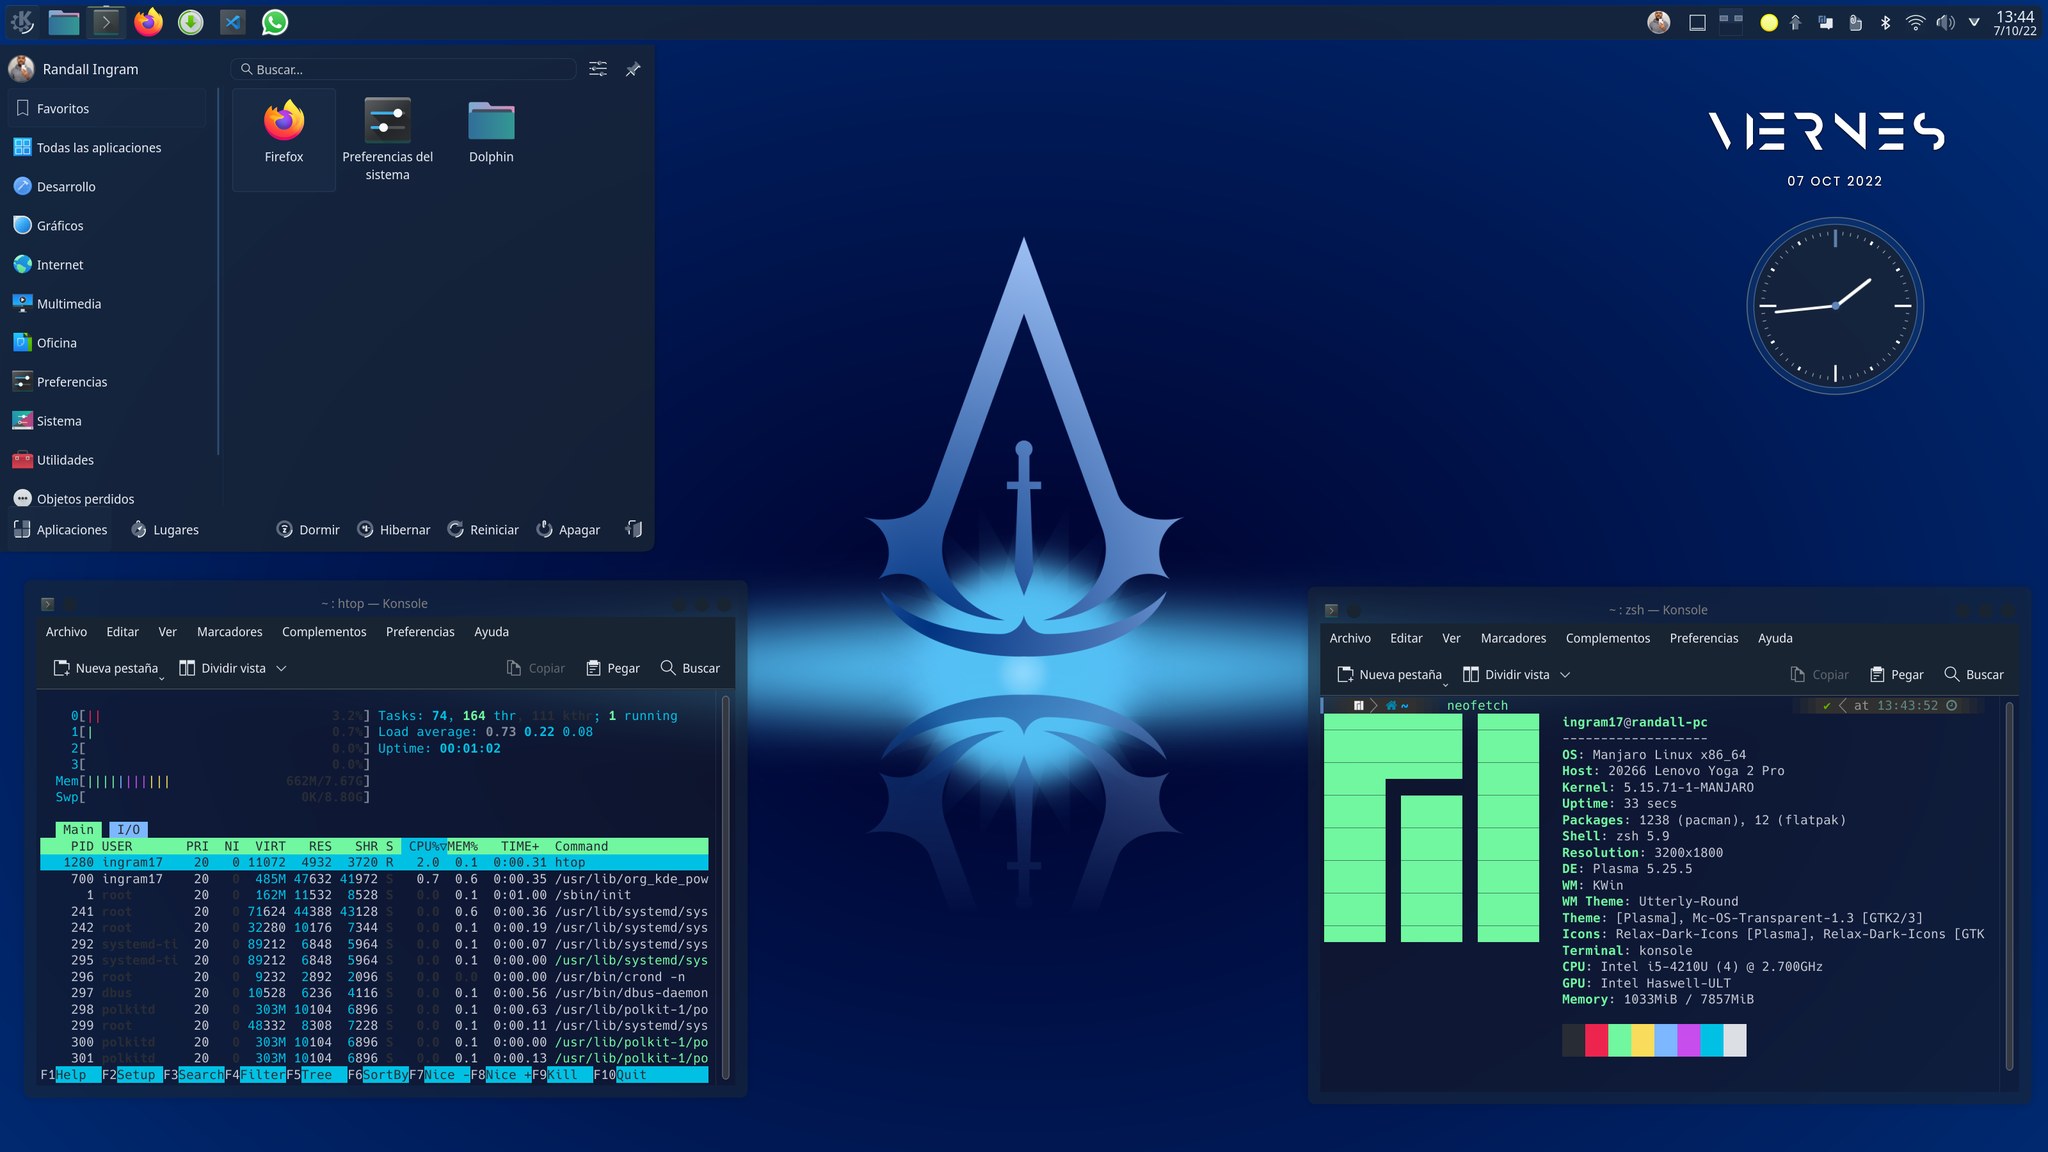 13:44
7/10/22
Randall Ingram
Buscar...
Favoritos
Todas las aplicaciones
Desarrollo
Gráficos
Internet
Multimedia
Oficina
Preferencias
Sistema
Utilidades
Objetos perdidos
Firefox
Preferencias del
sistema
Dolphin
Aplicaciones Lugares Dormir Hibernar Reiniciar Apagar
VIERNES
07 OCT 2022
~ : htop — Konsole
Archivo Editar Ver Marcadores Complementos Preferencias Ayuda
Nueva pestaña Dividir vista Copiar Pegar Buscar
0[|| 3.2%] Tasks: 74, 164 thr, 111 kthr; 1 running
1[| 0.7%] Load average: 0.73 0.22 0.08
2[ 0.0%] Uptime: 00:01:02
3[ 0.0%]
Mem[||||||||||| 662M/7.67G]
Swp[ 0K/8.80G]
Main I/O
PID USER PRI NI VIRT RES SHR S CPU%▽MEM% TIME+ Command
1280 ingram17 20 0 11072 4932 3720 R 2.0 0.1 0:00.31 htop
700 ingram17 20 0 485M 47632 41972 S 0.7 0.6 0:00.35 /usr/lib/org_kde_pow
1 root 20 0 162M 11532 8528 S 0.0 0.1 0:01.00 /sbin/init
241 root 20 0 71624 44388 43128 S 0.0 0.6 0:00.36 /usr/lib/systemd/sys
242 root 20 0 32280 10176 7344 S 0.0 0.1 0:00.19 /usr/lib/systemd/sys
292 systemd-ti 20 0 89212 6848 5964 S 0.0 0.1 0:00.07 /usr/lib/systemd/sys
295 systemd-ti 20 0 89212 6848 5964 S 0.0 0.1 0:00.00 /usr/lib/systemd/sys
296 root 20 0 9232 2892 2096 S 0.0 0.0 0:00.00 /usr/bin/crond -n
297 dbus 20 0 10528 6236 4116 S 0.0 0.1 0:00.56 /usr/bin/dbus-daemon
298 polkitd 20 0 303M 10104 6896 S 0.0 0.1 0:00.63 /usr/lib/polkit-1/po
299 root 20 0 48332 8308 7228 S 0.0 0.1 0:00.11 /usr/lib/systemd/sys
300 polkitd 20 0 303M 10104 6896 S 0.0 0.1 0:00.00 /usr/lib/polkit-1/po
301 polkitd 20 0 303M 10104 6896 S 0.0 0.1 0:00.13 /usr/lib/polkit-1/po
F1Help F2Setup F3SearchF4FilterF5Tree F6SortByF7Nice -F8Nice +F9Kill F10Quit
~ : zsh — Konsole
Archivo Editar Ver Marcadores Complementos Preferencias Ayuda
Nueva pestaña Dividir vista Copiar Pegar Buscar
~ neofetch ✔ at 13:43:52
ingram17@randall-pc
-------------------
OS: Manjaro Linux x86_64
Host: 20266 Lenovo Yoga 2 Pro
Kernel: 5.15.71-1-MANJARO
Uptime: 33 secs
Packages: 1238 (pacman), 12 (flatpak)
Shell: zsh 5.9
Resolution: 3200x1800
DE: Plasma 5.25.5
WM: KWin
WM Theme: Utterly-Round
Theme: [Plasma], Mc-OS-Transparent-1.3 [GTK2/3]
Icons: Relax-Dark-Icons [Plasma], Relax-Dark-Icons [GTK
Terminal: konsole
CPU: Intel i5-4210U (4) @ 2.700GHz
GPU: Intel Haswell-ULT
Memory: 1033MiB / 7857MiB